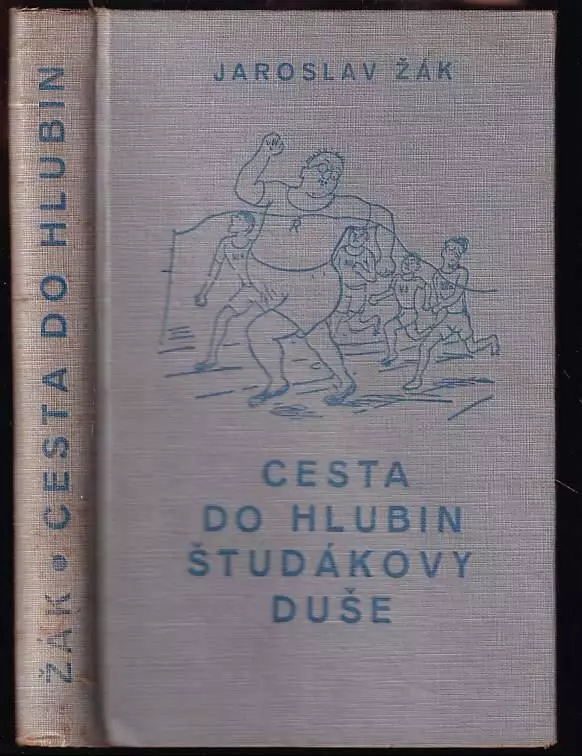 JAROSLAV ŽÁK
R
CESTA
DO HLUBIN
ŠTUDÁKOVY
DUŠE
ŽÁK • CESTA DO HLUBIN